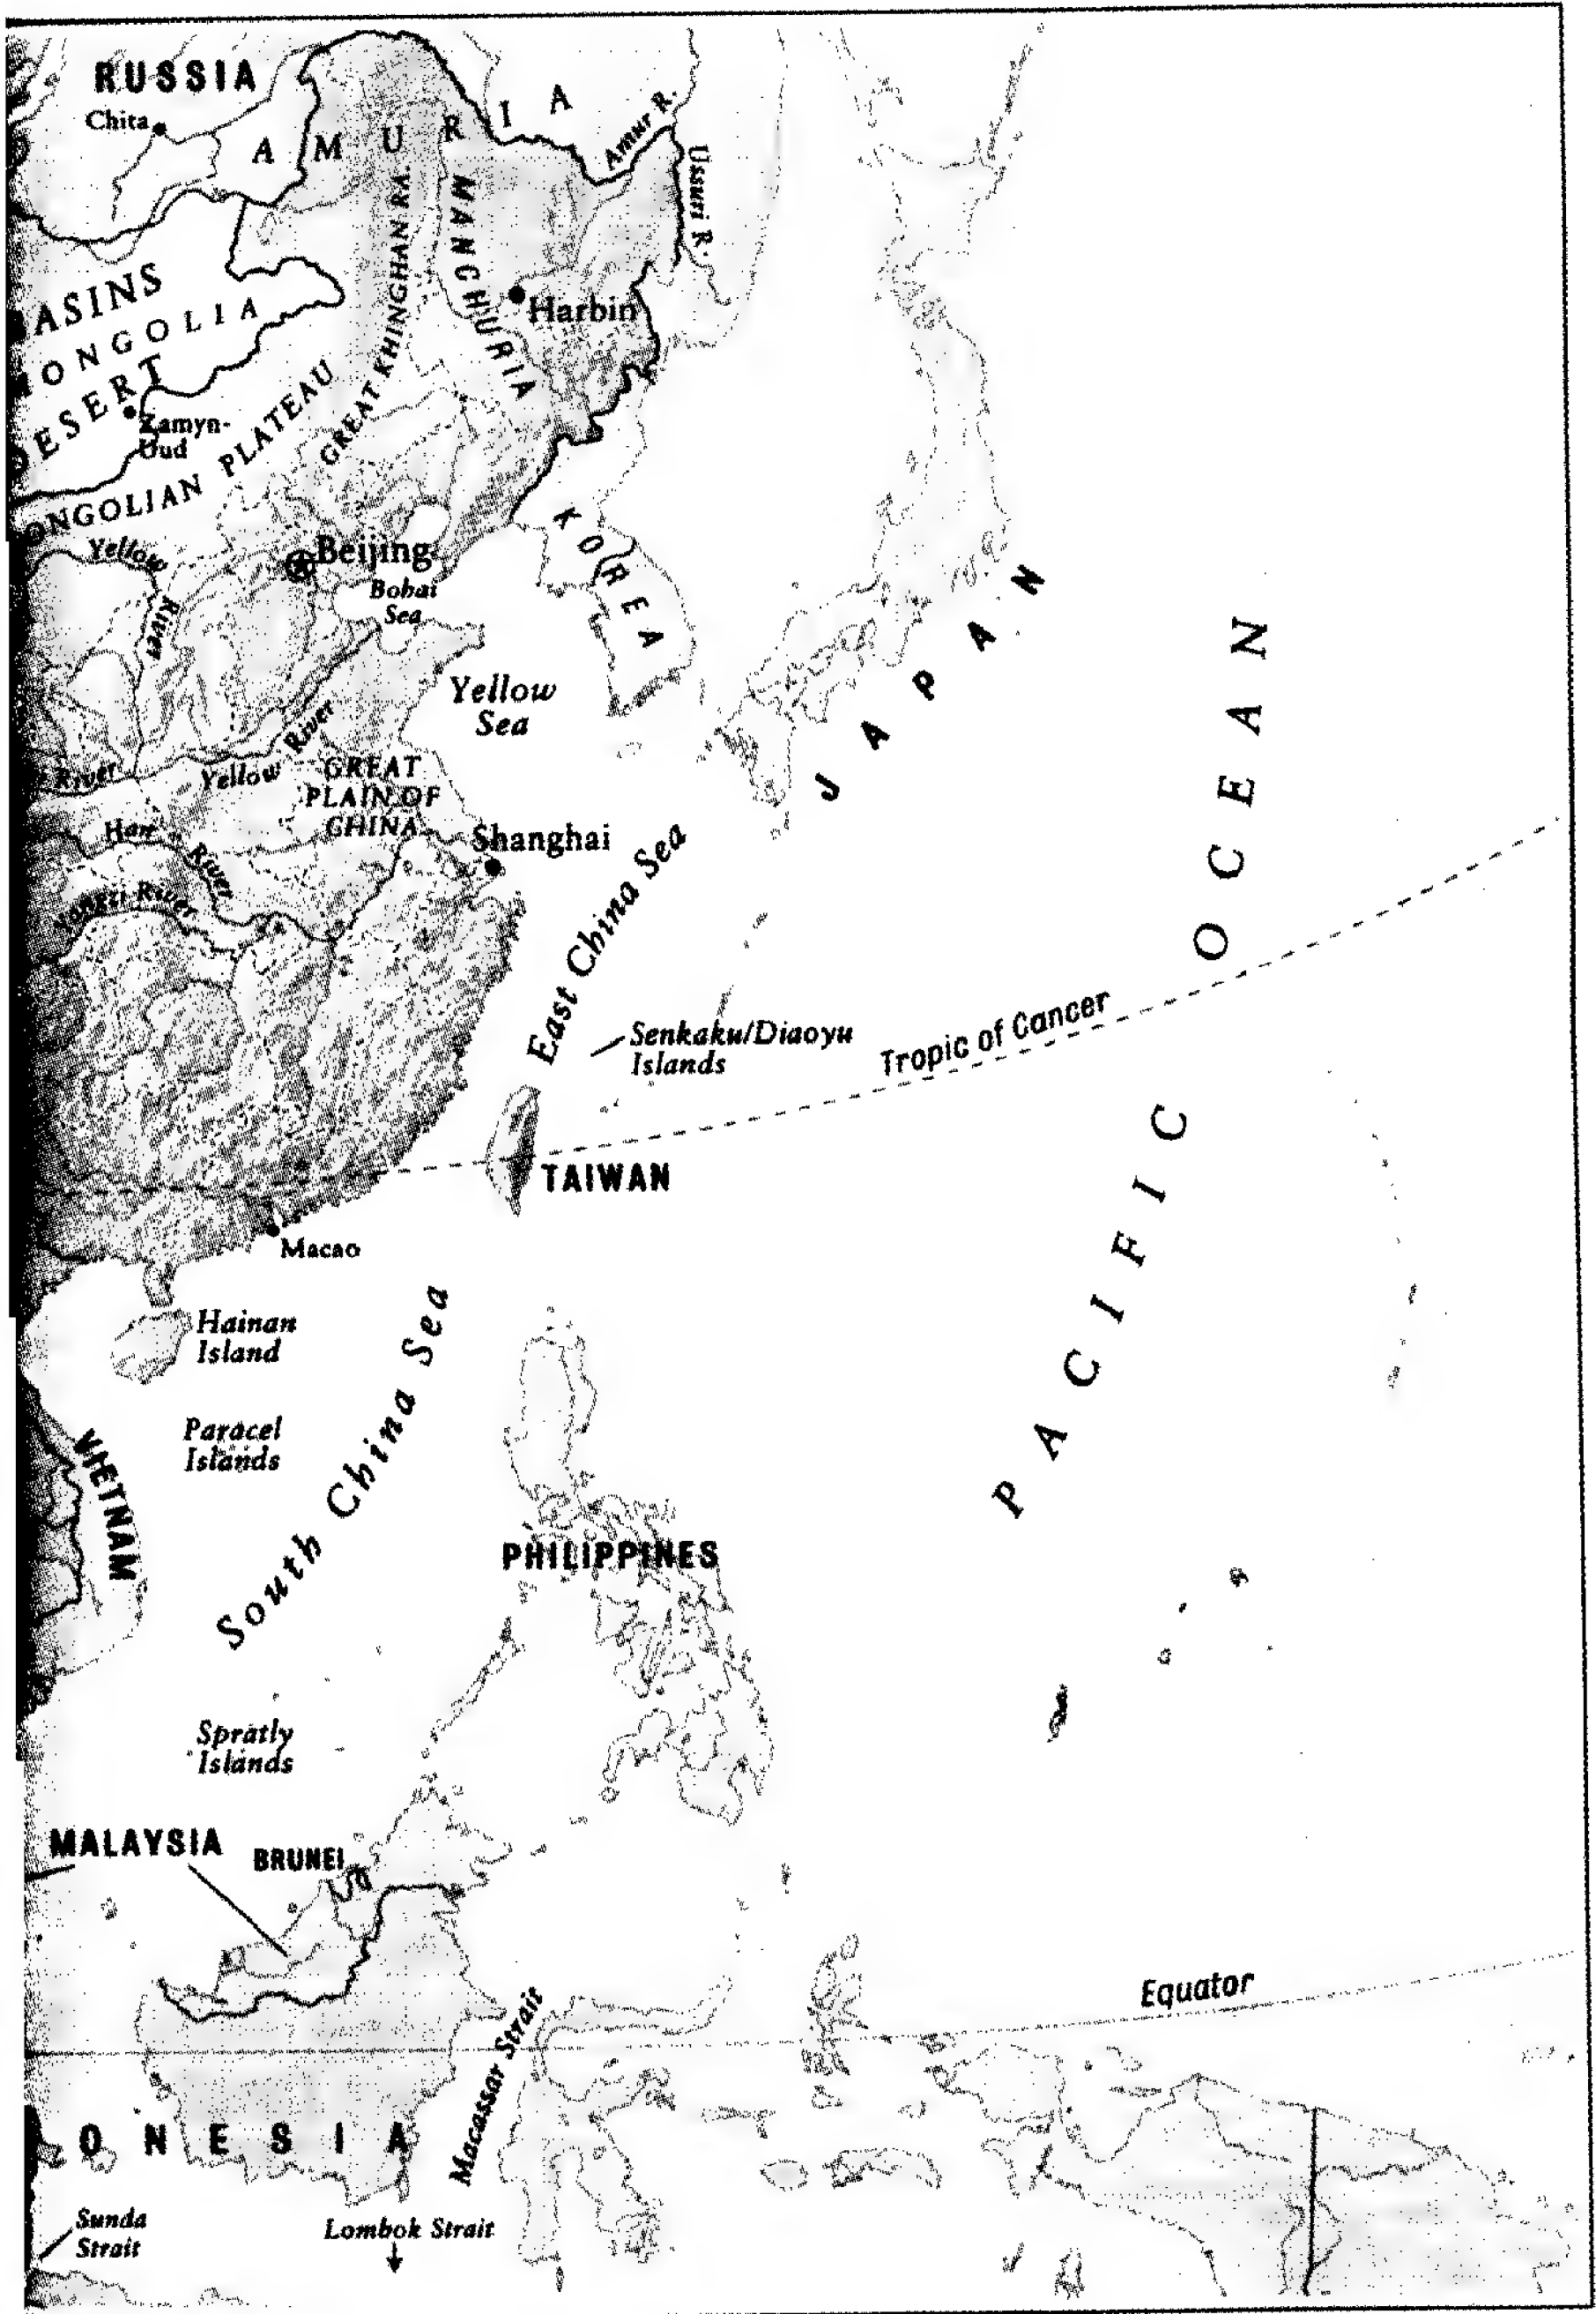 RUSSIA
Chita
AMURIA
Amur R.
Ussuri R.
MANCHURIA
GREAT KHINGHAN RA.
Harbin
ASINS
ONGOLIA
DESERT
Zamyn-
Uud
ONGOLIAN PLATEAU
Yellow
River
Beijing
Bohai
Sea
KOREA
JAPAN
Yellow
Sea
River
Yellow River
GREAT
PLAIN OF
CHINA
Han River
Shanghai
Yangzi River
East China Sea
Senkaku/Diaoyu
Islands
Tropic of Cancer
PACIFIC OCEAN
TAIWAN
Macao
Hainan
Island
Paracel
Islands
VIETNAM
South China Sea
PHILIPPINES
Spratly
Islands
MALAYSIA
BRUNEI
Equator
Macassar Strait
ONESIA
Sunda
Strait
Lombok Strait